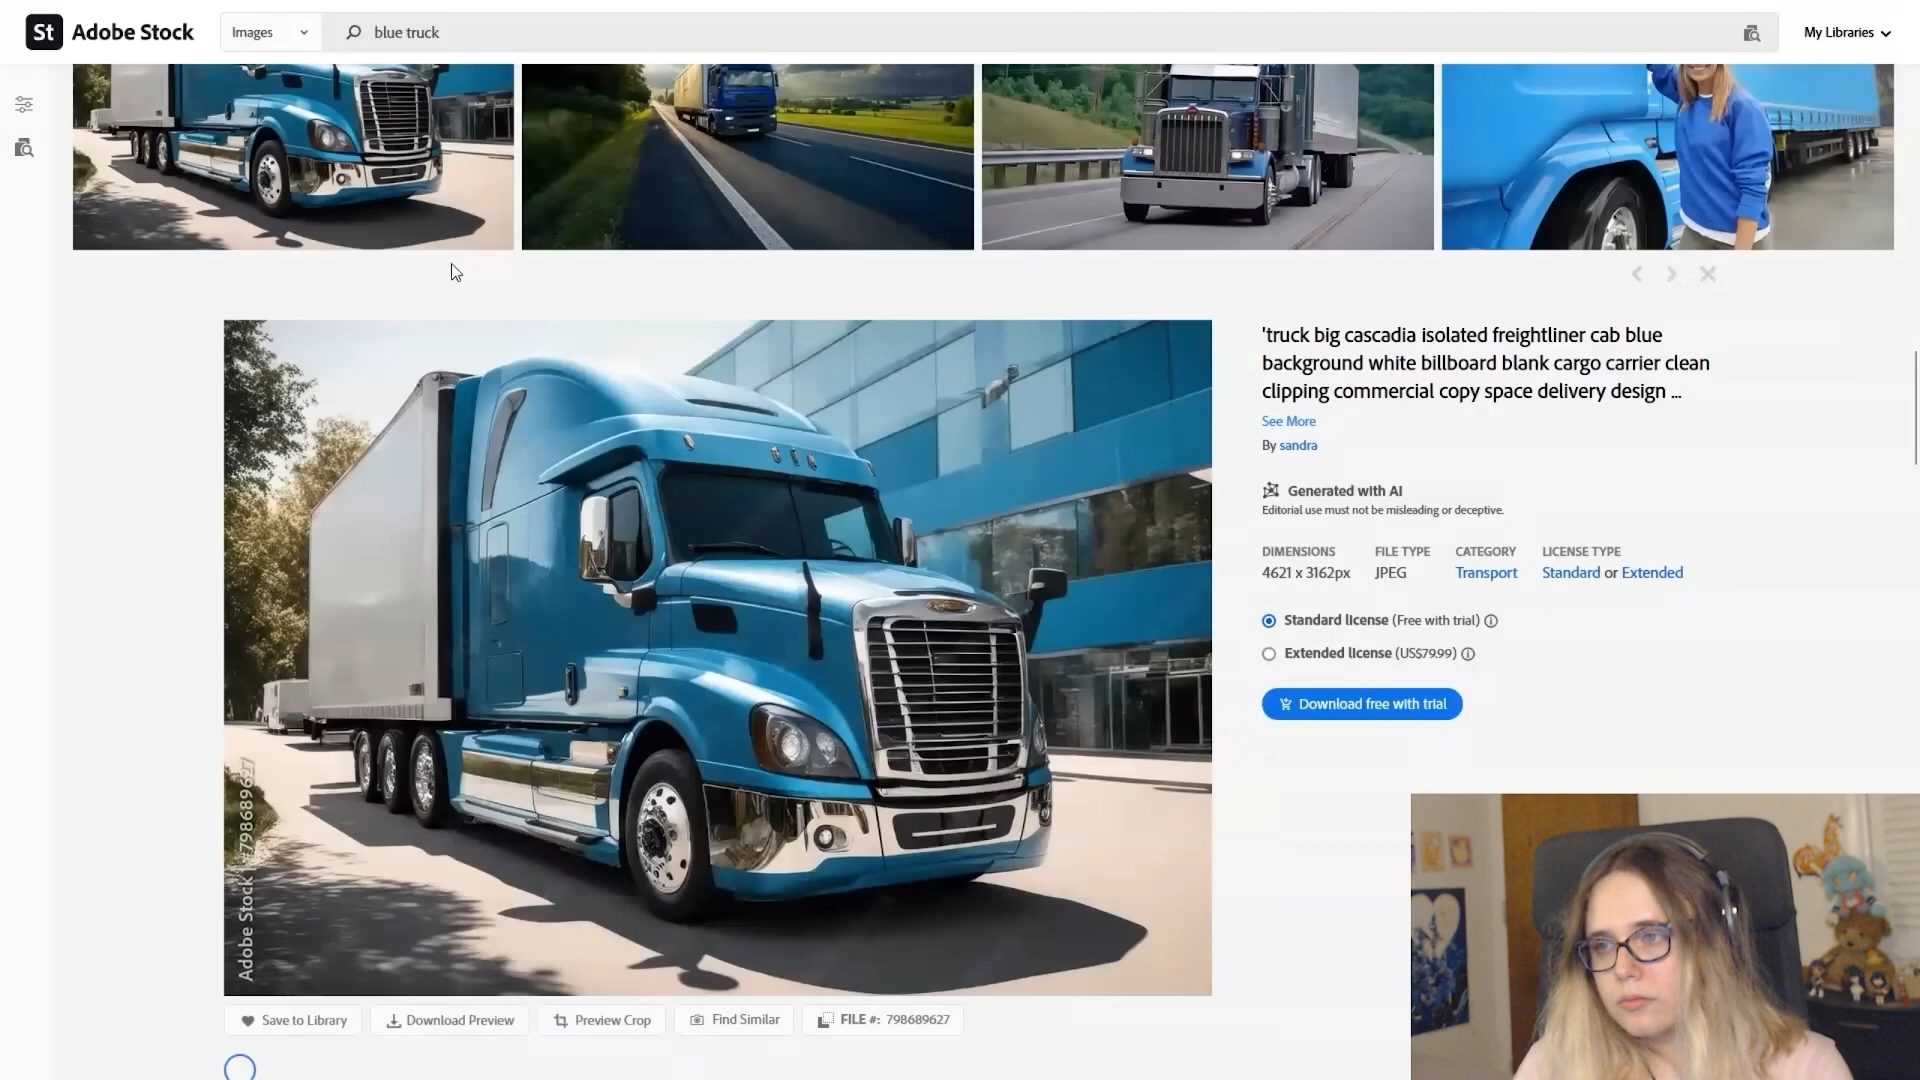 St Adobe Stock
Images
blue truck
My Libraries
'truck big cascadia isolated freightliner cab blue
background white billboard blank cargo carrier clean
clipping commercial copy space delivery design ...
See More
By sandra
Generated with AI
Editorial use must not be misleading or deceptive.
DIMENSIONS FILE TYPE CATEGORY LICENSE TYPE
4621 x 3162px JPEG Transport Standard or Extended
Standard license (Free with trial)
Extended license (US$79.99)
Download free with trial
Adobe Stock | #798689627
Save to Library
Download Preview
Preview Crop
Find Similar
FILE #: 798689627